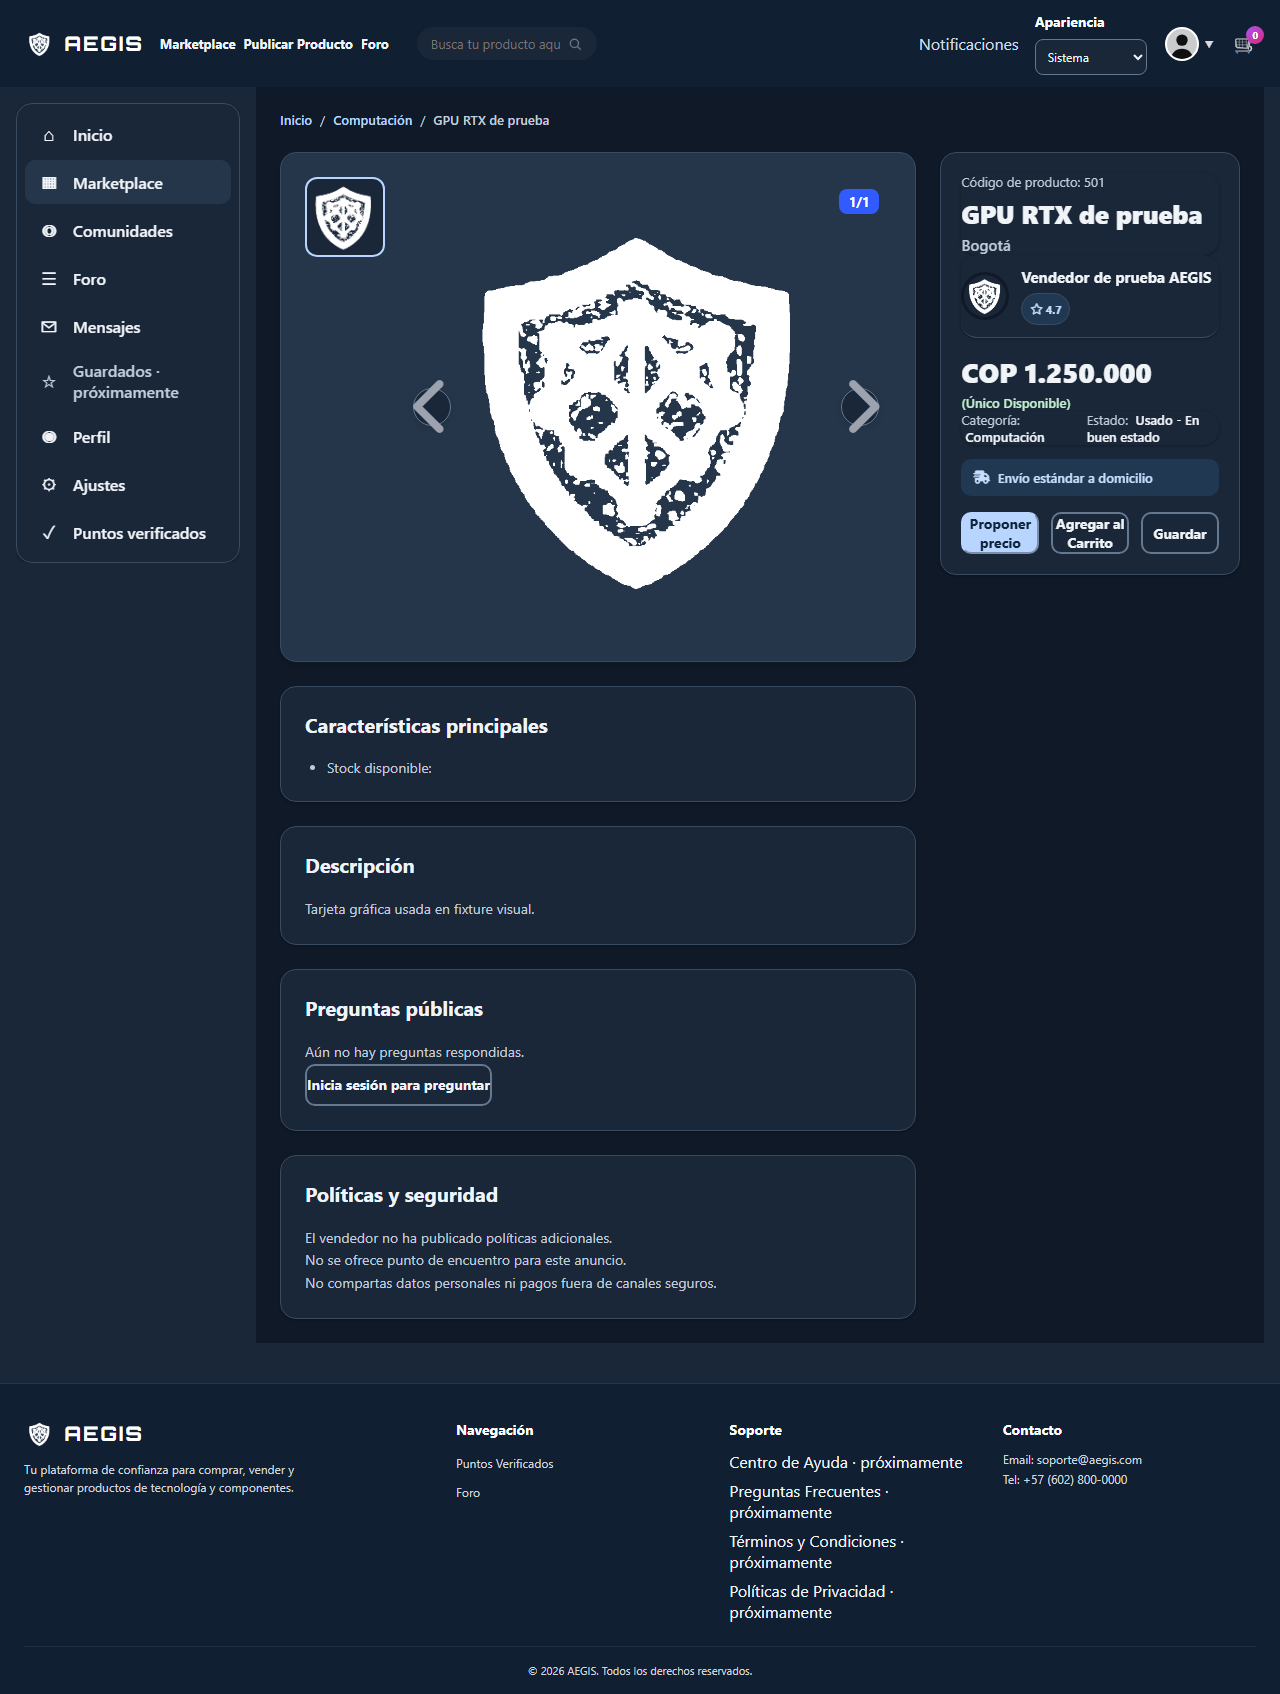 AEGIS
Marketplace Publicar Producto Foro
Busca tu producto aqu
Notificaciones
Apariencia
Sistema
0
Inicio
Marketplace
Comunidades
Foro
Mensajes
Guardados ·
próximamente
Perfil
Ajustes
Puntos verificados
Inicio / Computación / GPU RTX de prueba
1/1
Código de producto: 501
GPU RTX de prueba
Bogotá
Vendedor de prueba AEGIS
4.7
COP 1.250.000
(Único Disponible)
Categoría: Computación
Estado: Usado - En buen estado
Envío estándar a domicilio
Proponer precio
Agregar al Carrito
Guardar
Características principales
• Stock disponible:
Descripción
Tarjeta gráfica usada en fixture visual.
Preguntas públicas
Aún no hay preguntas respondidas.
Inicia sesión para preguntar
Políticas y seguridad
El vendedor no ha publicado políticas adicionales.
No se ofrece punto de encuentro para este anuncio.
No compartas datos personales ni pagos fuera de canales seguros.
AEGIS
Tu plataforma de confianza para comprar, vender y
gestionar productos de tecnología y componentes.
Navegación
Puntos Verificados
Foro
Soporte
Centro de Ayuda · próximamente
Preguntas Frecuentes ·
próximamente
Términos y Condiciones ·
próximamente
Políticas de Privacidad ·
próximamente
Contacto
Email: soporte@aegis.com
Tel: +57 (602) 800-0000
© 2026 AEGIS. Todos los derechos reservados.